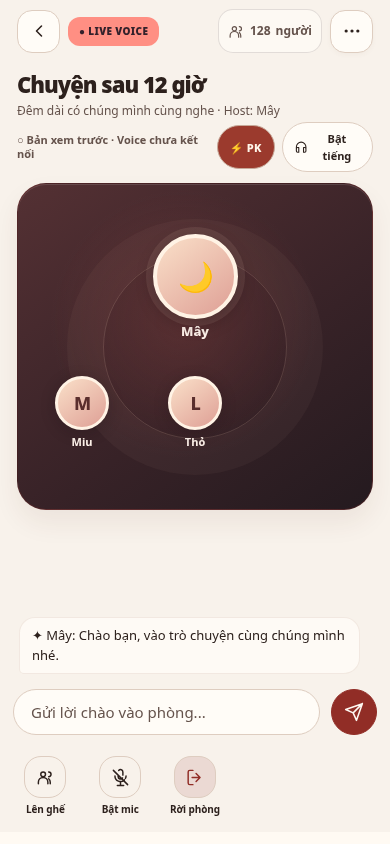 • LIVE VOICE
128 người
Chuyện sau 12 giờ
Đêm dài có chúng mình cùng nghe · Host: Mây
○ Bản xem trước · Voice chưa kết
nối
⚡ PK
Bật
tiếng
Mây
M
Miu
L
Thỏ
✦ Mây: Chào bạn, vào trò chuyện cùng chúng mình
nhé.
Gửi lời chào vào phòng...
Lên ghế
Bật mic
Rời phòng